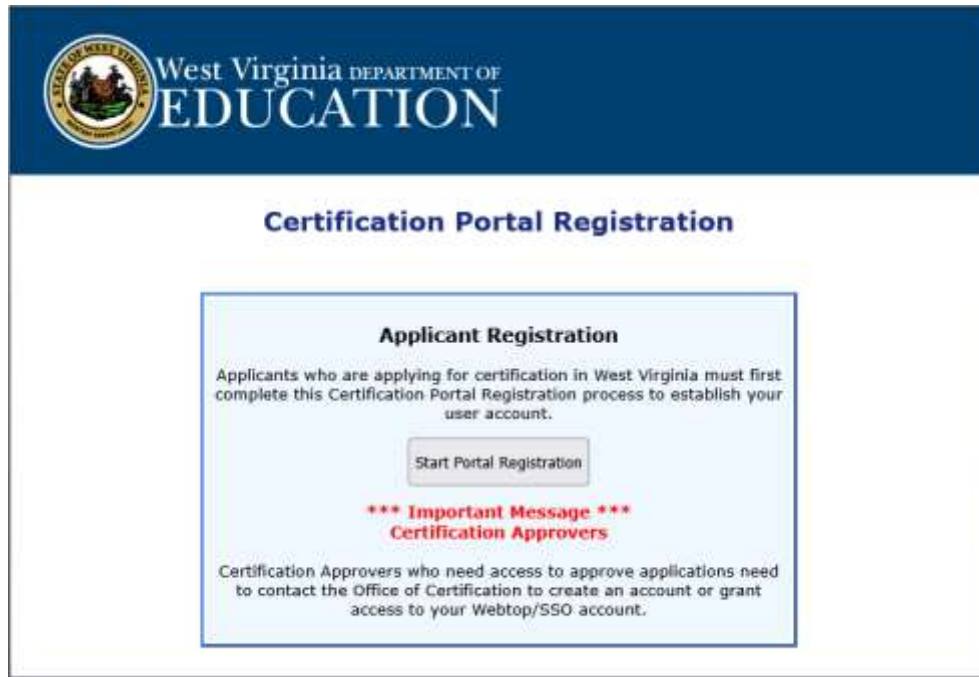 West Virginia DEPARTMENT OF
EDUCATION
Certification Portal Registration
Applicant Registration
Applicants who are applying for certification in West Virginia must first
complete this Certification Portal Registration process to establish your
user account.
Start Portal Registration
*** Important Message ***
Certification Approvers
Certification Approvers who need access to approve applications need
to contact the Office of Certification to create an account or grant
access to your Webtop/SSO account.